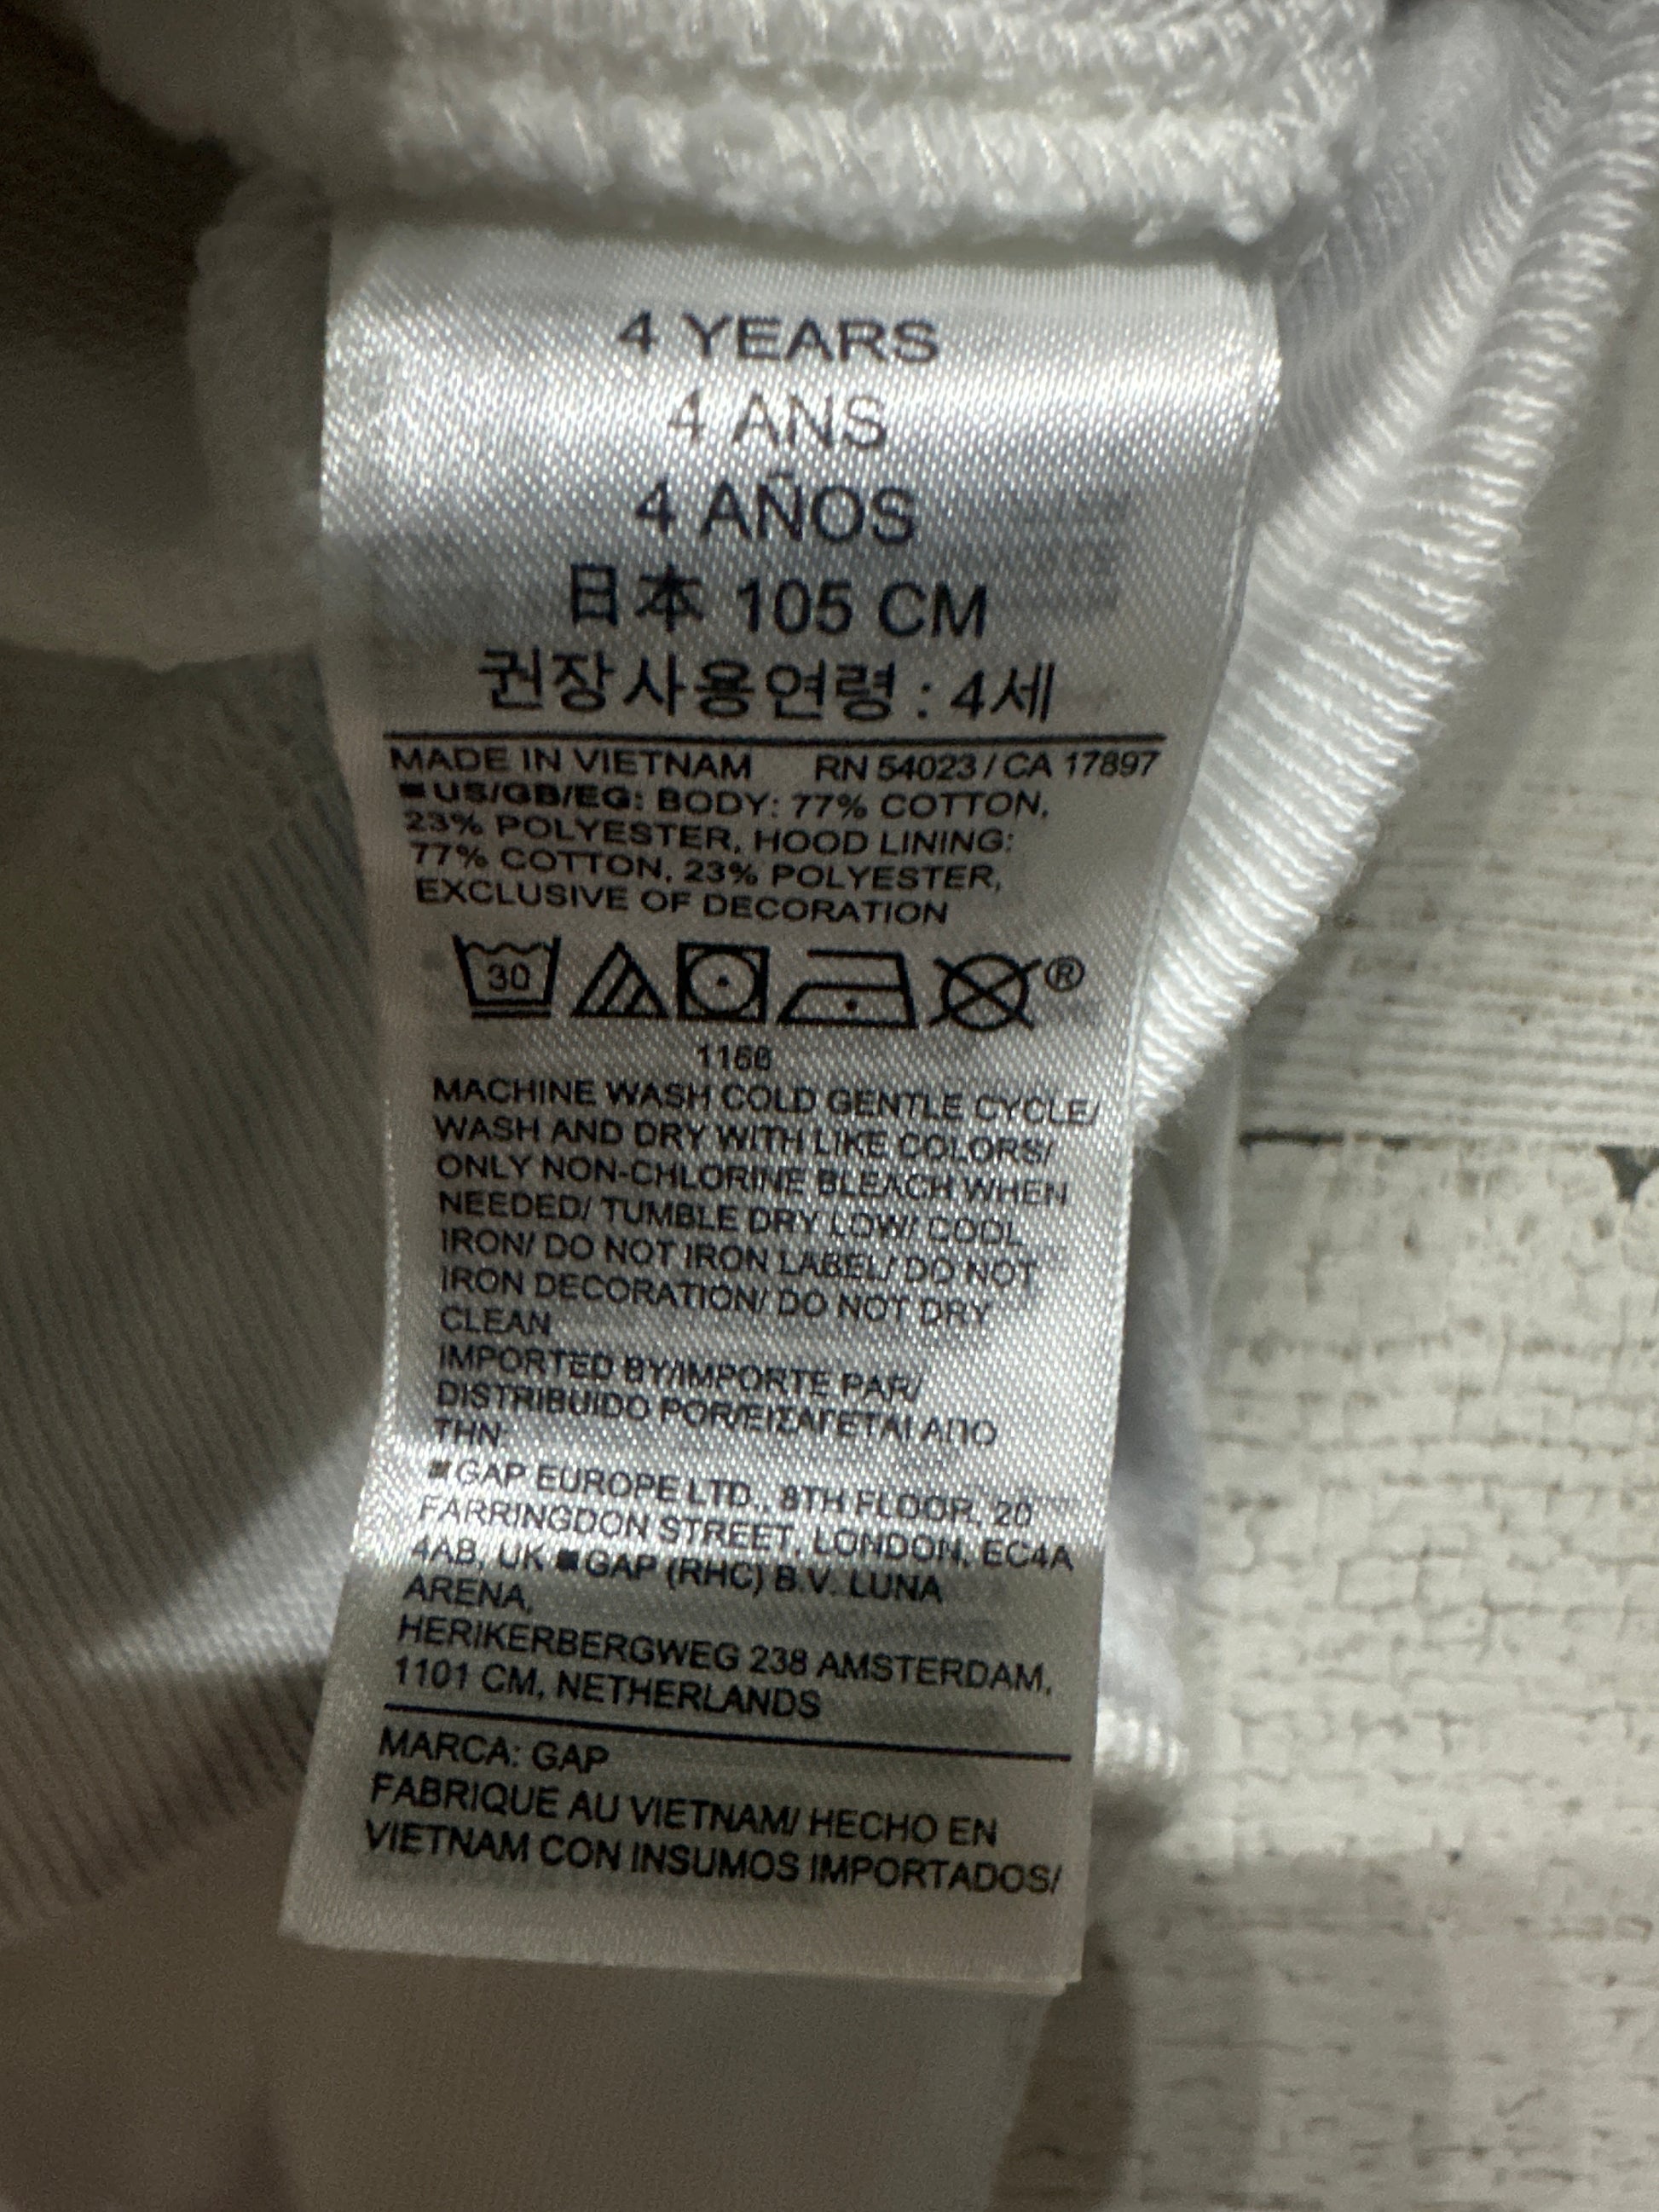 4 YEARS
4 ANS
4 AÑOS
日本 105 CM
권장사용연령 : 4세
MADE IN VIETNAM RN 54023 / CA 17897
■ US/GB/EG: BODY: 77% COTTON,
23% POLYESTER, HOOD LINING:
77% COTTON, 23% POLYESTER,
EXCLUSIVE OF DECORATION
30 ®
1166
MACHINE WASH COLD GENTLE CYCLE/
WASH AND DRY WITH LIKE COLORS/
ONLY NON-CHLORINE BLEACH WHEN
NEEDED/ TUMBLE DRY LOW/ COOL
IRON/ DO NOT IRON LABEL/ DO NOT
IRON DECORATION/ DO NOT DRY
CLEAN
IMPORTED BY/IMPORTE PAR/
DISTRIBUIDO POR/ΕΙΣΑΓΕΤΑΙ ΑΠΟ
ΤΗΝ:
■GAP EUROPE LTD., 8TH FLOOR, 20
FARRINGDON STREET, LONDON, EC4A
4AB, UK ■GAP (RHC) B.V. LUNA
ARENA,
HERIKERBERGWEG 238 AMSTERDAM,
1101 CM, NETHERLANDS
MARCA: GAP
FABRIQUE AU VIETNAM/ HECHO EN
VIETNAM CON INSUMOS IMPORTADOS/